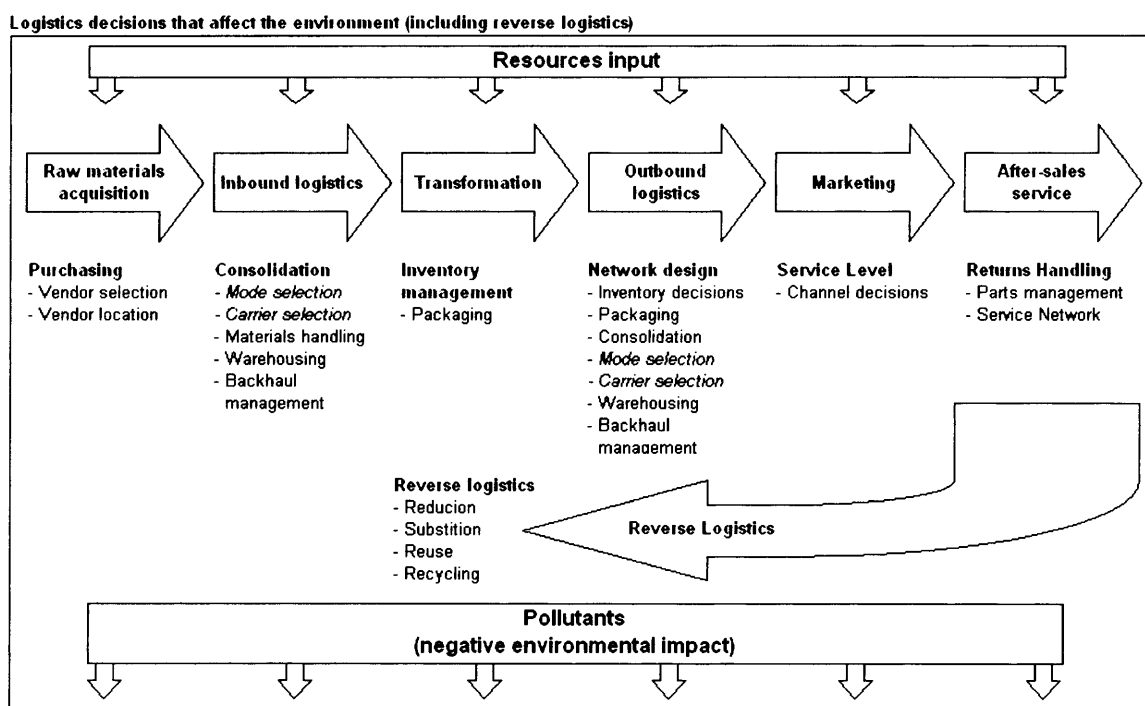 Logistics decisions that affect the environment (including reverse logistics)
Resources input
Raw materials
acquisition
Inbound logistics
Transformation
Outbound
logistics
Marketing
After-sales
service
Purchasing
- Vendor selection
- Vendor location
Consolidation
- Mode selection
- Carrier selection
- Materials handling
- Warehousing
- Backhaul
management
Inventory
management
- Packaging
Network design
- Inventory decisions
- Packaging
- Consolidation
- Mode selection
- Carrier selection
- Warehousing
- Backhaul
management
Service Level
- Channel decisions
Returns Handling
- Parts management
- Service Network
Reverse logistics
- Reducion
- Substition
- Reuse
- Recycling
Reverse Logistics
Pollutants
(negative environmental impact)